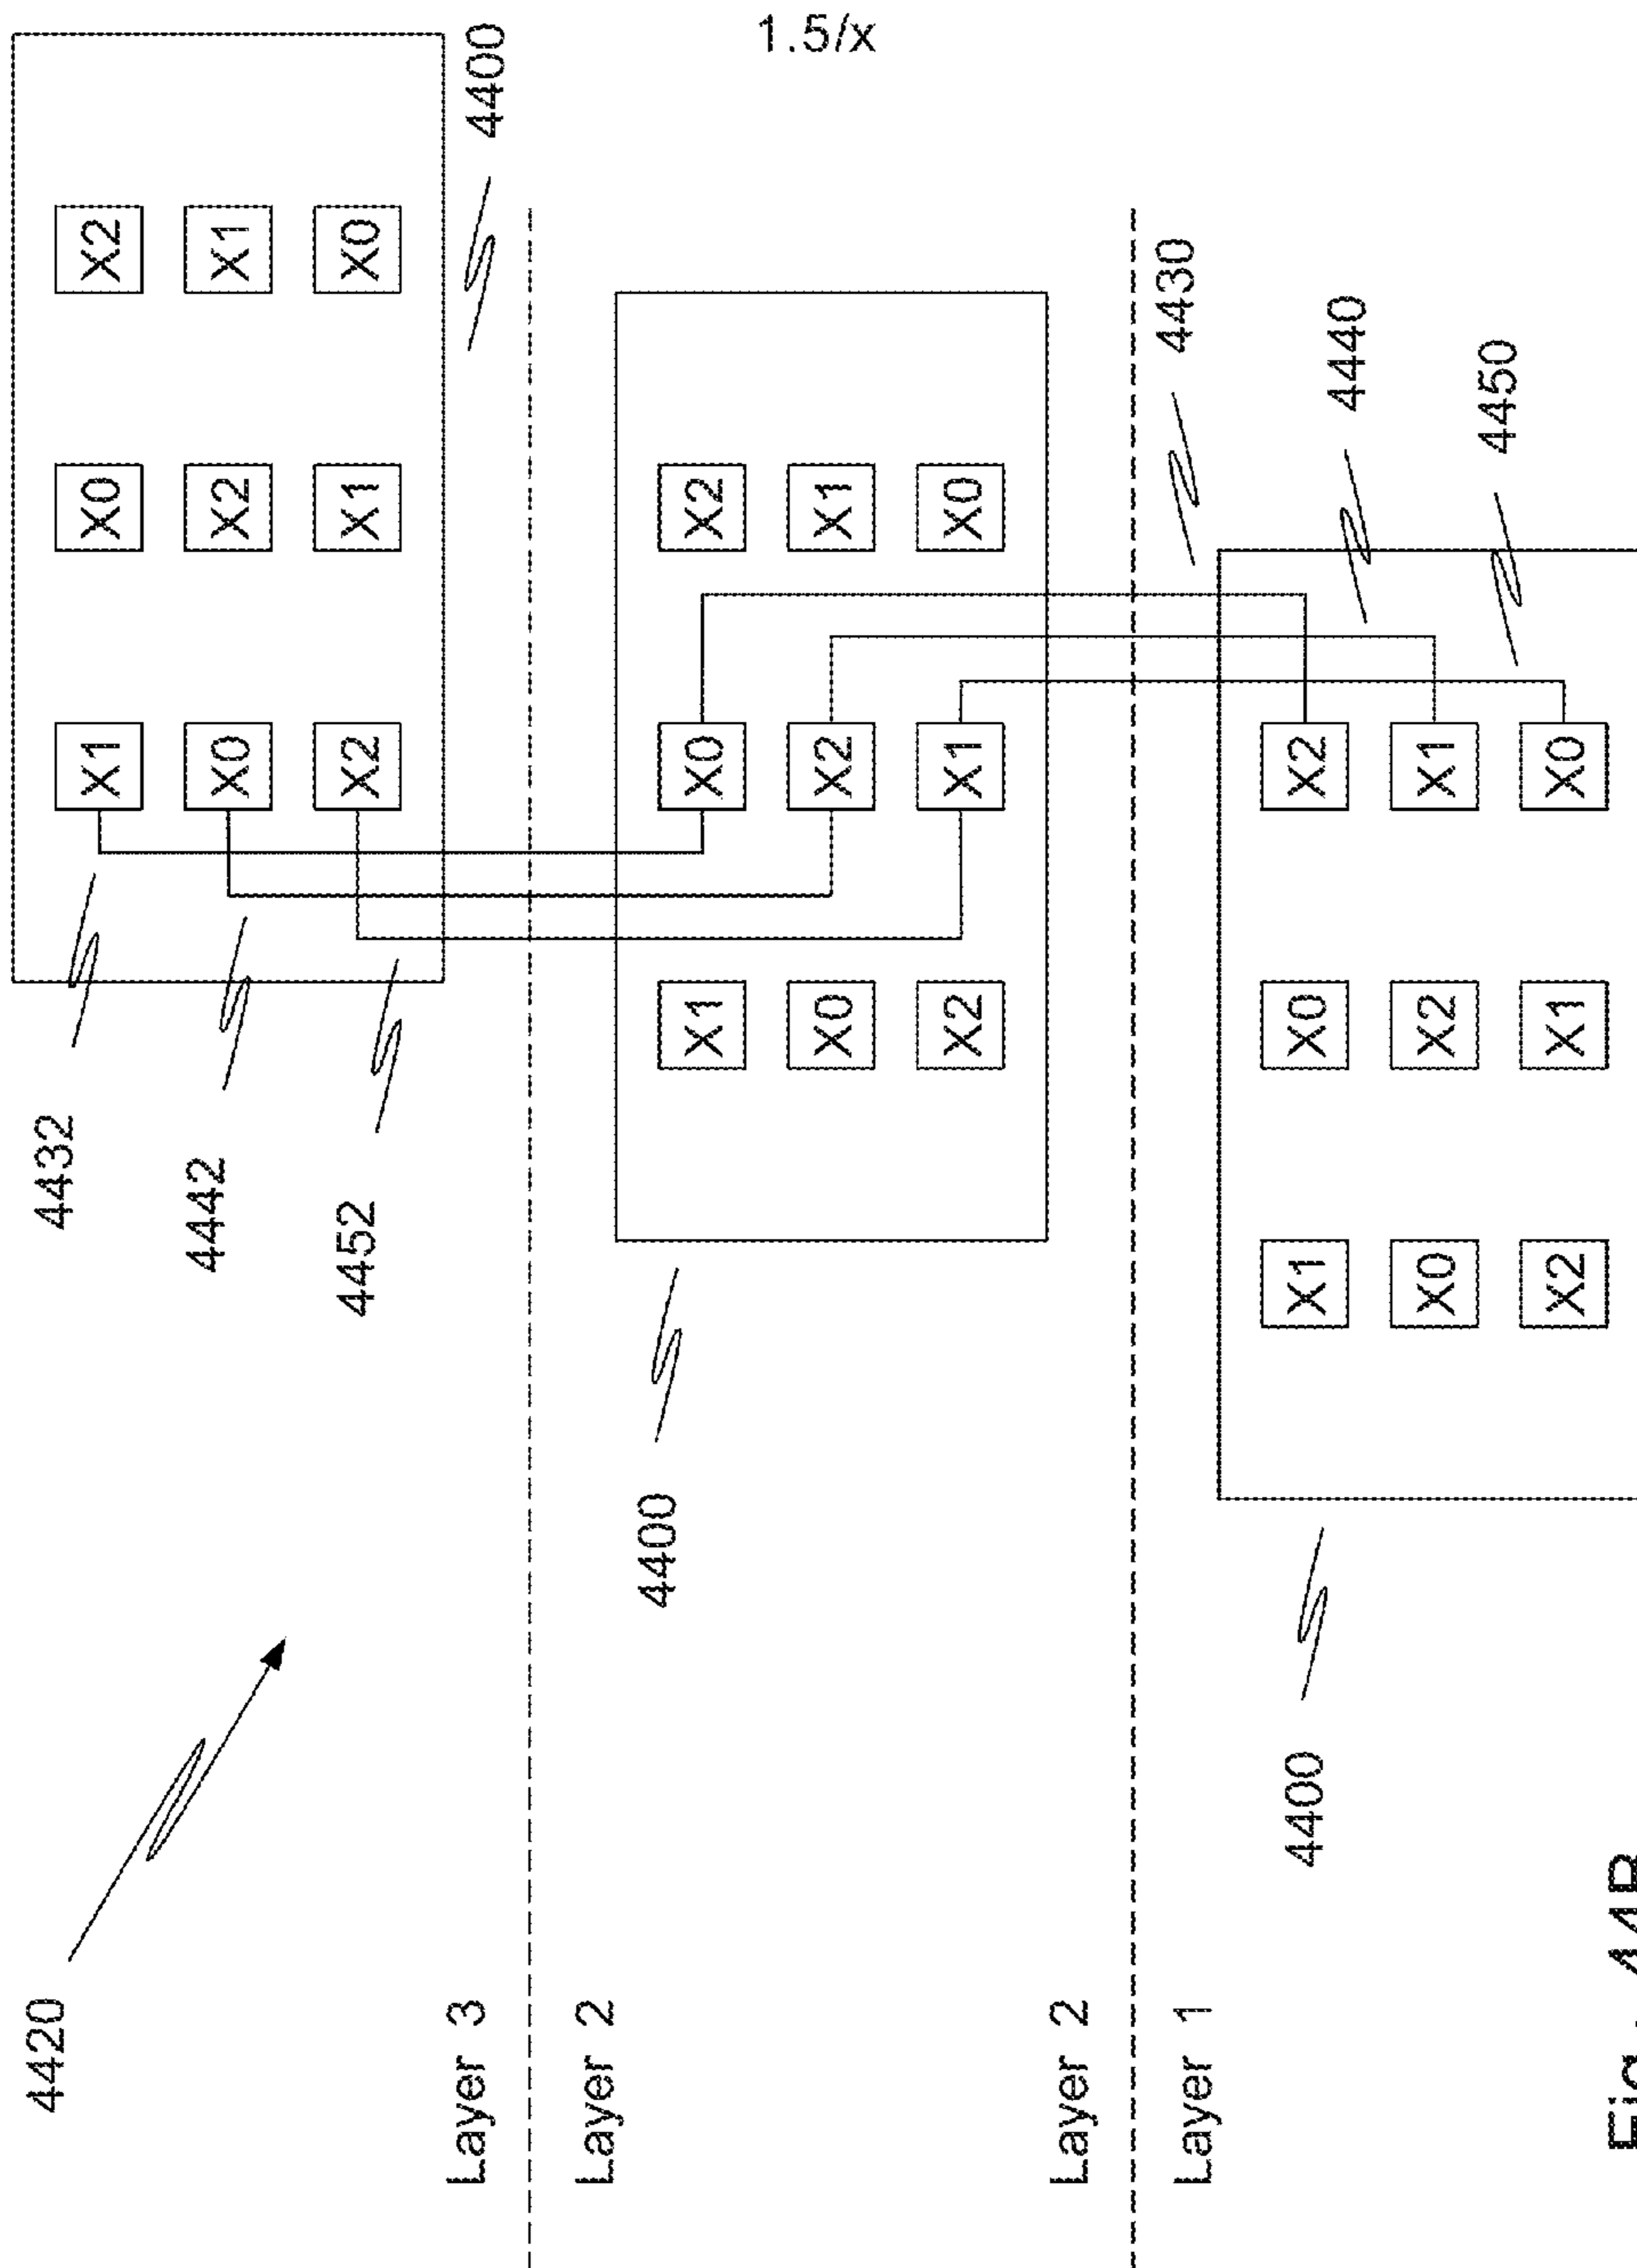 4420
4432
X1 X0 X2
4442
X0 X2 X1
4452
X2 X1 X0
Layer 3
4400
Layer 2
4400
X1 X0 X2
X0 X2 X1
X2 X1 X0
1.5/x
Layer 2
Layer 1
4430
4400
X1 X0 X2
4440
X0 X2 X1
4450
X2 X1 X0
Fig. 44B